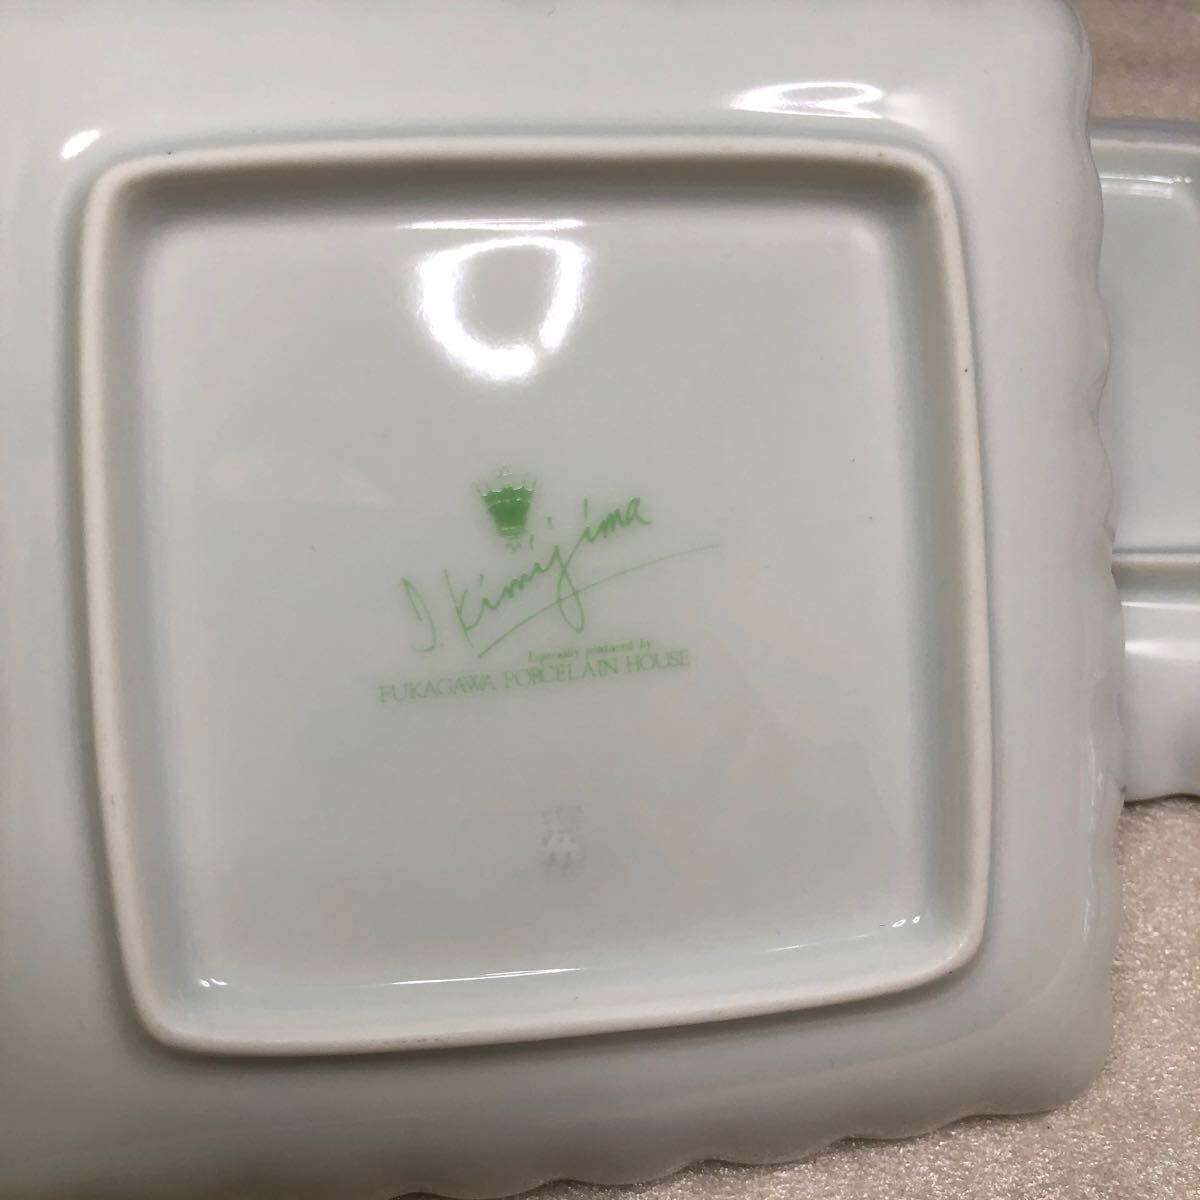 I. Kimijima
Especially produced by
FUKAGAWA PORCELAIN HOUSE